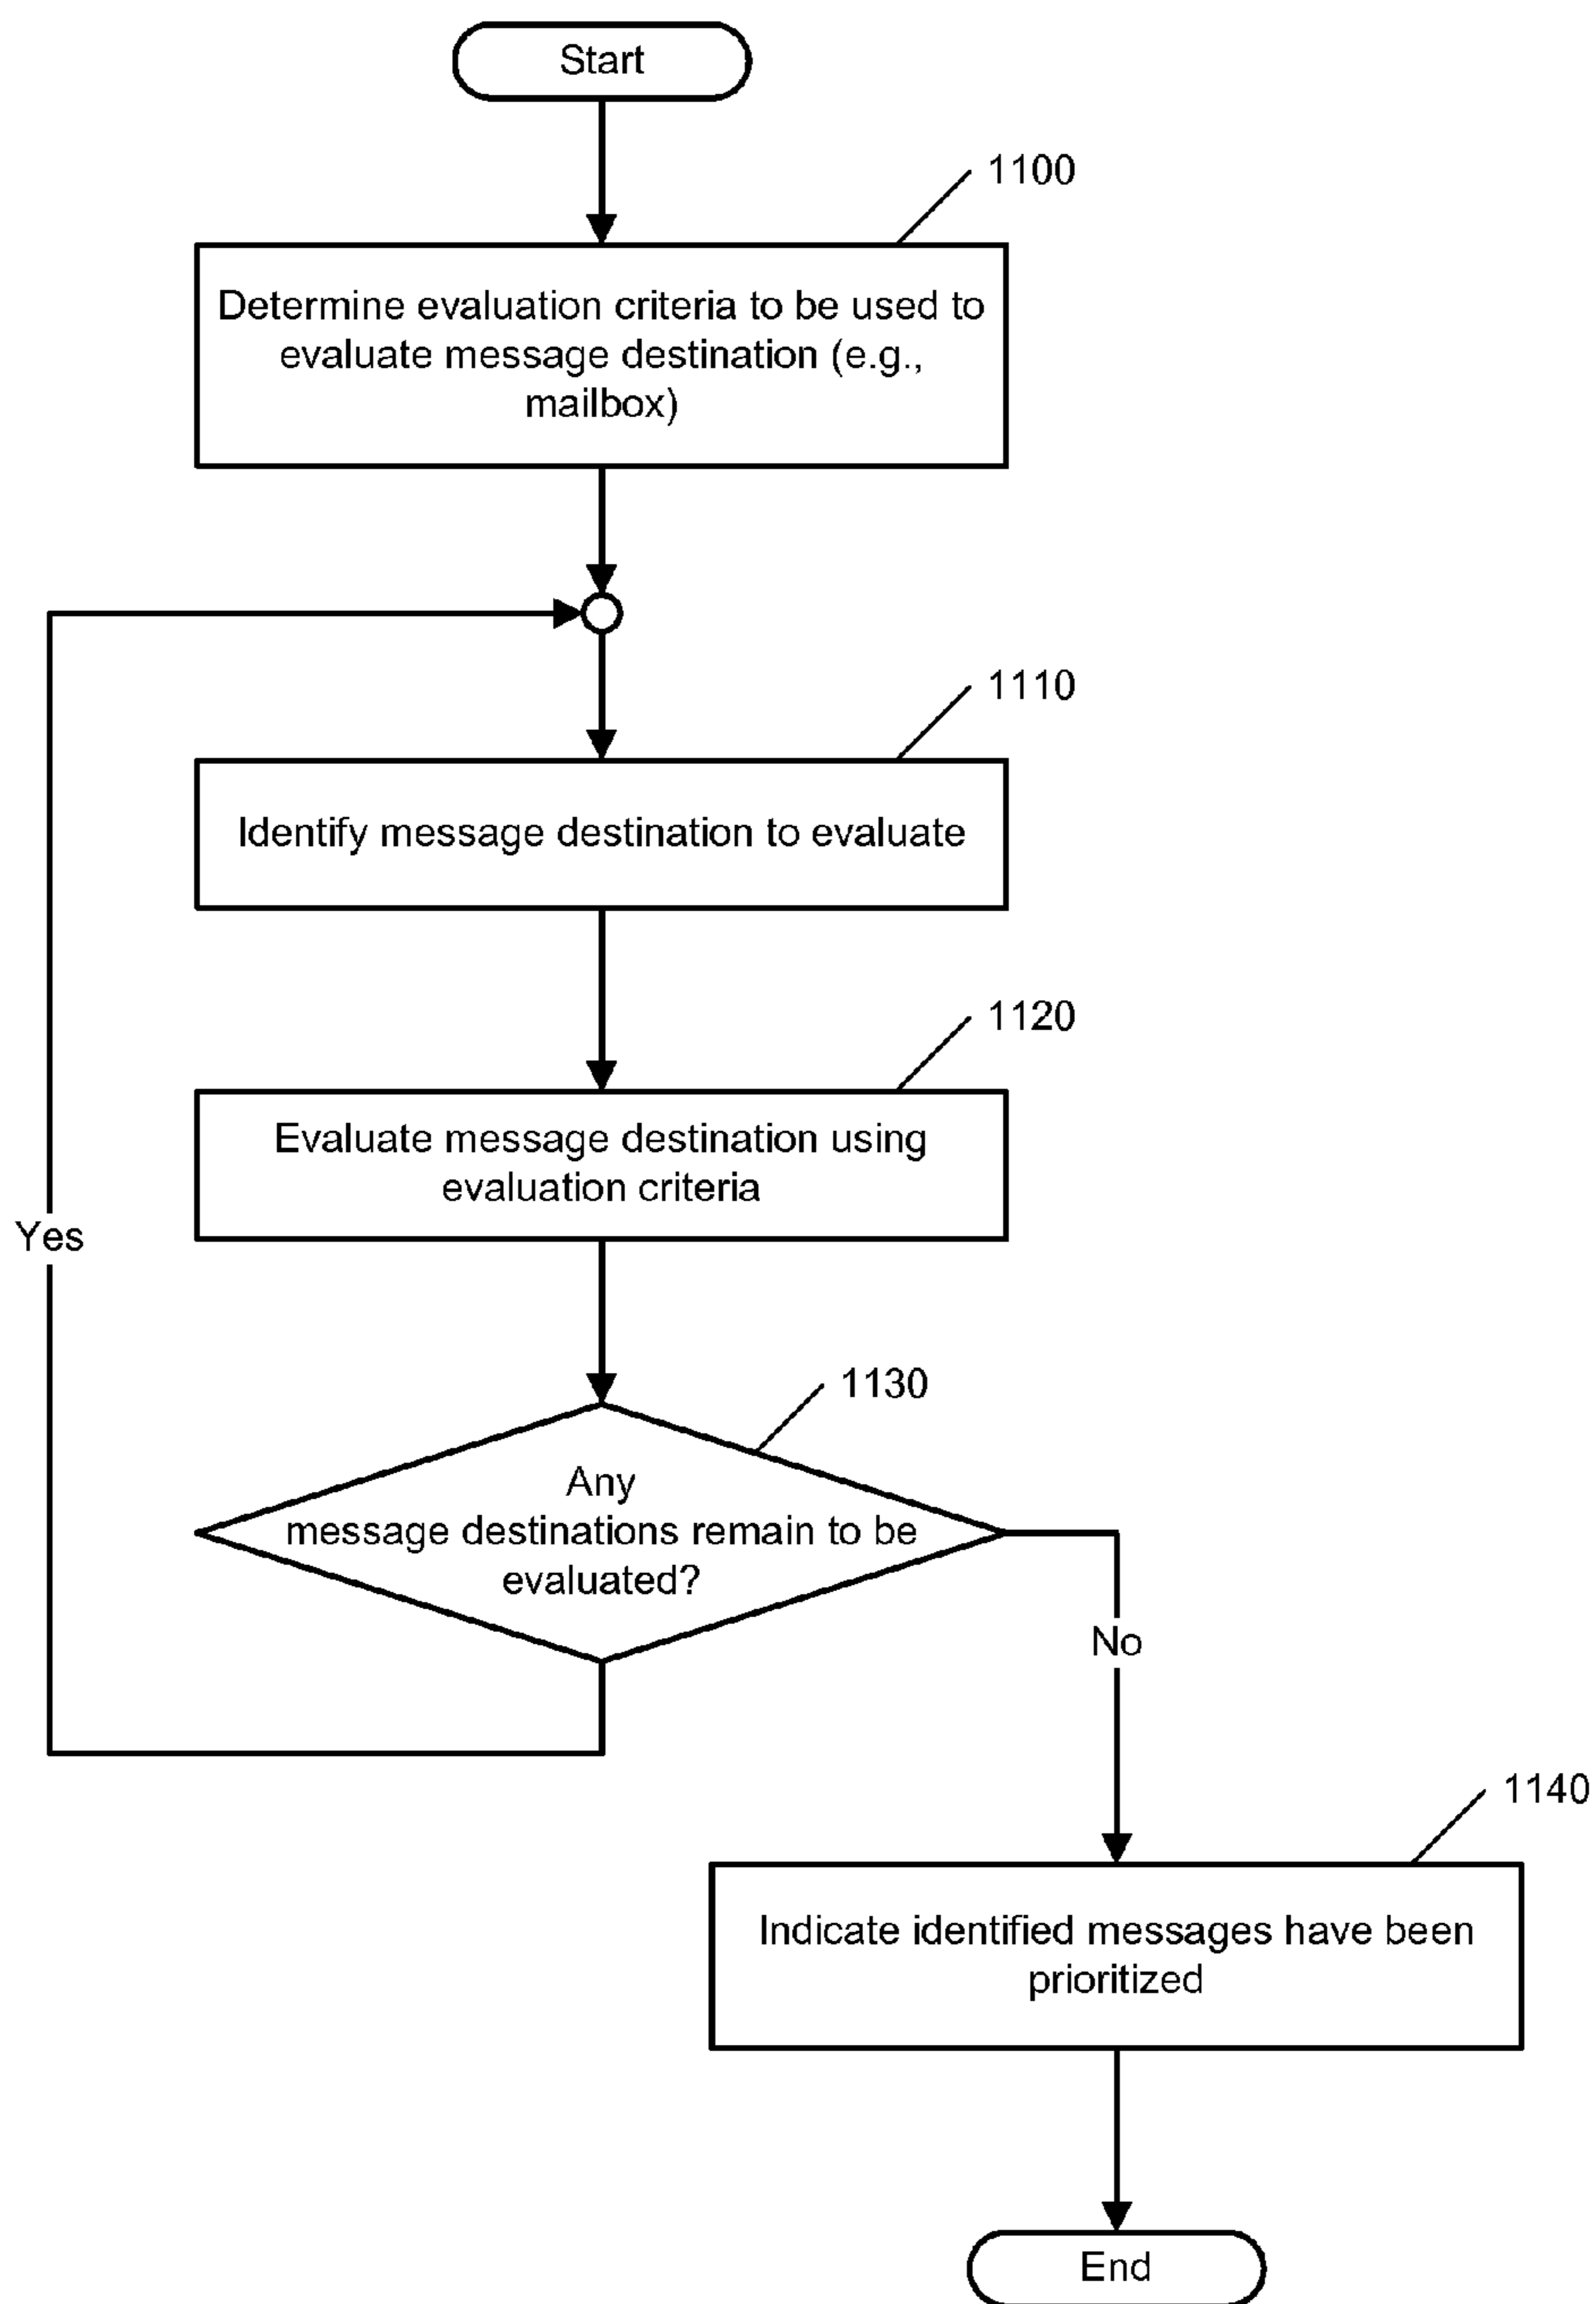 Start
1100
Determine evaluation criteria to be used to
evaluate message destination (e.g.,
mailbox)
1110
Identify message destination to evaluate
1120
Evaluate message destination using
evaluation criteria
Yes
1130
Any
message destinations remain to be
evaluated?
No
1140
Indicate identified messages have been
prioritized
End